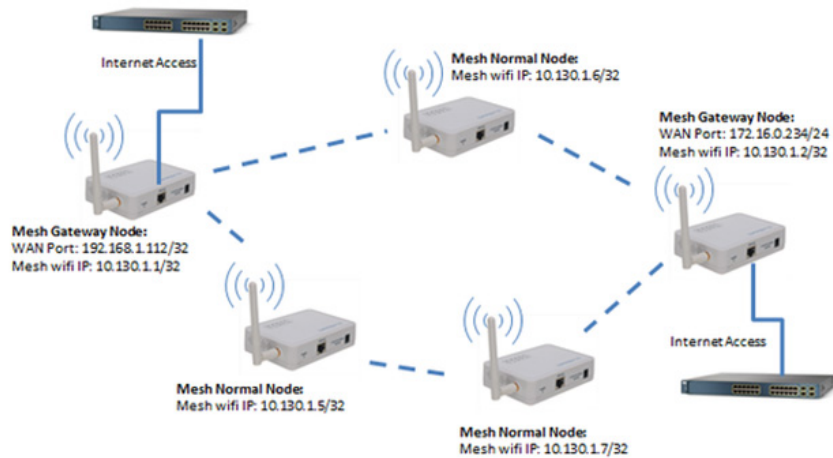 Internet Access
Mesh Normal Node:
Mesh wifi IP: 10.130.1.6/32
Mesh Gateway Node:
WAN Port: 172.16.0.234/24
Mesh wifi IP: 10.130.1.2/32
Mesh Gateway Node:
WAN Port: 192.168.1.112/32
Mesh wifi IP: 10.130.1.1/32
Internet Access
Mesh Normal Node:
Mesh wifi IP: 10.130.1.5/32
Mesh Normal Node:
Mesh wifi IP: 10.130.1.7/32